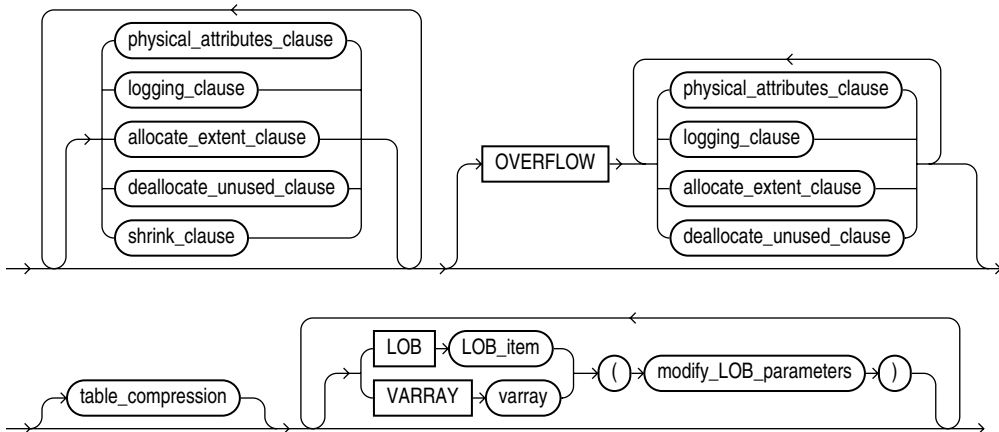 physical_attributes_clause
logging_clause
allocate_extent_clause
deallocate_unused_clause
shrink_clause
OVERFLOW
physical_attributes_clause
logging_clause
allocate_extent_clause
deallocate_unused_clause
table_compression
LOB LOB_item
VARRAY varray
( modify_LOB_parameters )